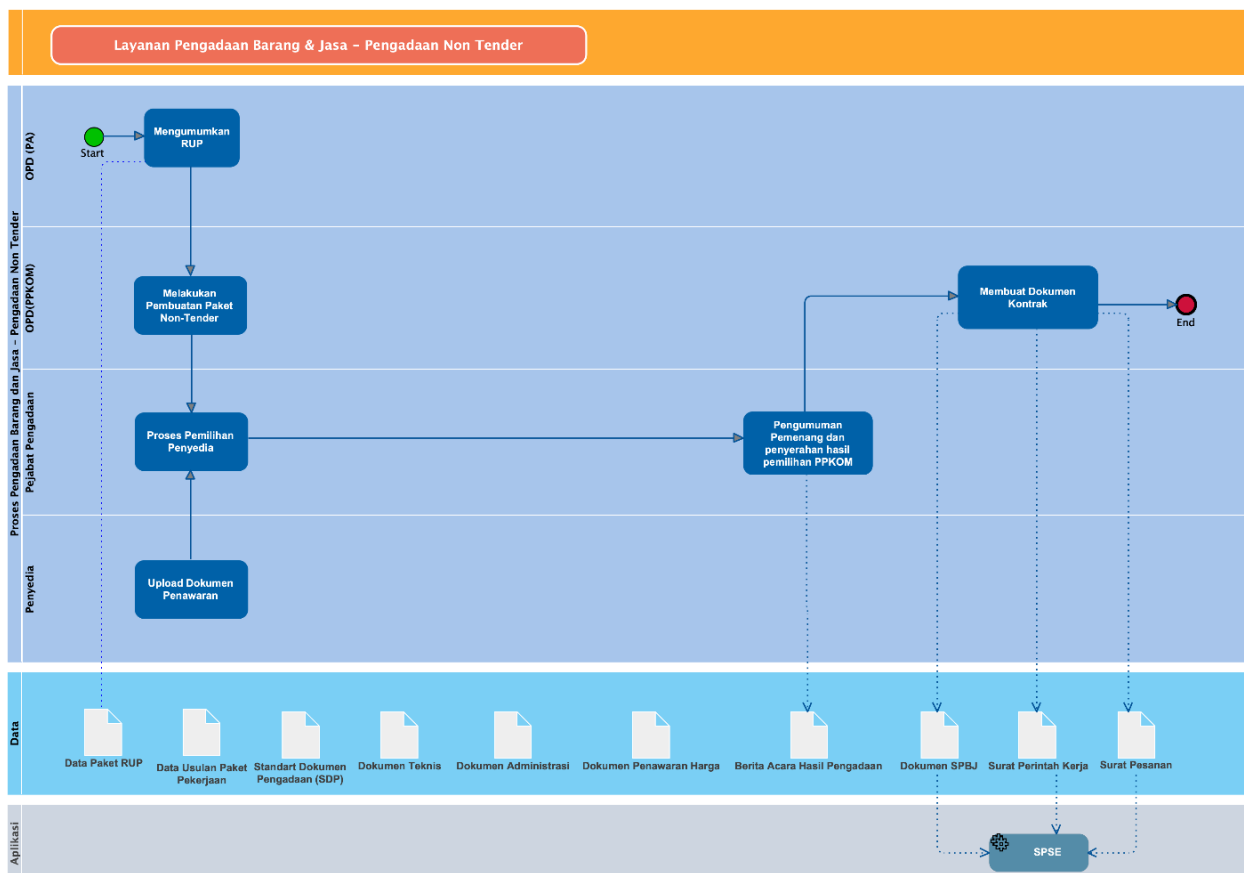 Layanan Pengadaan Barang & Jasa - Pengadaan Non Tender
Proses Pengadaan Barang dan Jasa - Pengadaan Non Tender
OPD (PA)
Start
Mengumumkan
RUP
OPD(PPKOM)
Melakukan
Pembuatan Paket
Non-Tender
Membuat Dokumen
Kontrak
End
Pejabat Pengadaan
Proses Pemilihan
Penyedia
Pengumuman
Pemenang dan
penyerahan hasil
pemilihan PPKOM
Penyedia
Upload Dokumen
Penawaran
Data
Data Paket RUP
Data Usulan Paket
Pekerjaan
Standart Dokumen
Pengadaan (SDP)
Dokumen Teknis
Dokumen Administrasi
Dokumen Penawaran Harga
Berita Acara Hasil Pengadaan
Dokumen SPBJ
Surat Perintah Kerja
Surat Pesanan
Aplikasi
SPSE